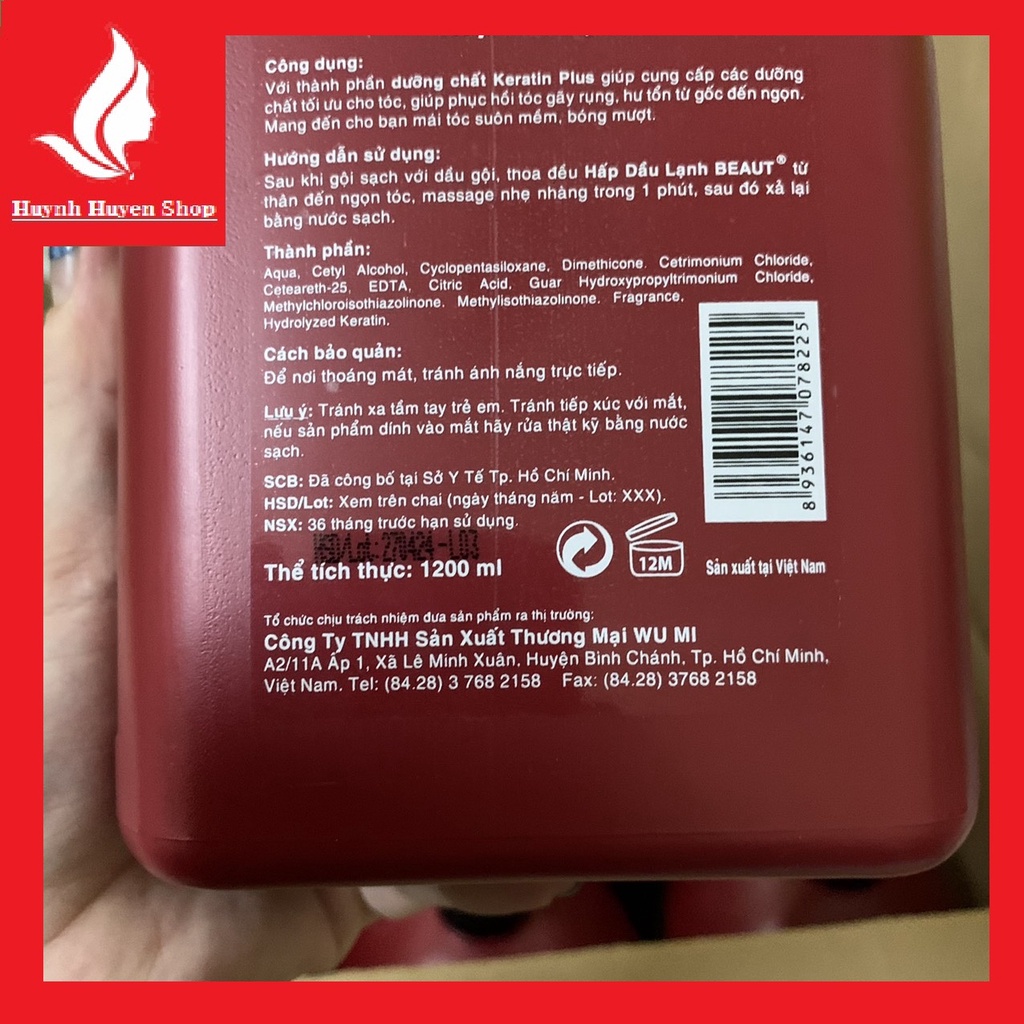 Huynh Huyen Shop
Công dụng:
Với thành phần dưỡng chất Keratin Plus giúp cung cấp các dưỡng
chất tối ưu cho tóc, giúp phục hồi tóc gãy rụng, hư tổn từ gốc đến ngọn.
Mang đến cho bạn mái tóc suôn mềm, bóng mượt.
Hướng dẫn sử dụng:
Sau khi gội sạch với dầu gội, thoa đều Hấp Dầu Lạnh BEAUT® từ
thân đến ngọn tóc, massage nhẹ nhàng trong 1 phút, sau đó xả lại
bằng nước sạch.
Thành phần:
Aqua, Cetyl Alcohol, Cyclopentasiloxane, Dimethicone. Cetrimonium Chloride,
Ceteareth-25, EDTA, Citric Acid, Guar Hydroxypropyltrimonium Chloride,
Methylchloroisothiazolinone. Methylisothiazolinone. Fragrance.
Hydrolyzed Keratin.
Cách bảo quản:
Để nơi thoáng mát, tránh ánh nắng trực tiếp.
Lưu ý: Tránh xa tầm tay trẻ em. Tránh tiếp xúc với mắt,
nếu sản phẩm dính vào mắt hãy rửa thật kỹ bằng nước
sạch.
SCB: Đã công bố tại Sở Y Tế Tp. Hồ Chí Minh.
HSD/Lot: Xem trên chai (ngày tháng năm - Lot: XXX).
NSX: 36 tháng trước hạn sử dụng.
HSD/Lot: 270424-L03
Thể tích thực: 1200 ml
8936147078225
12M
Sản xuất tại Việt Nam
Tổ chức chịu trách nhiệm đưa sản phẩm ra thị trường:
Công Ty TNHH Sản Xuất Thương Mại WU MI
A2/11A Ấp 1, Xã Lê Minh Xuân, Huyện Bình Chánh, Tp. Hồ Chí Minh,
Việt Nam. Tel: (84.28) 3 768 2158 Fax: (84.28) 3768 2158